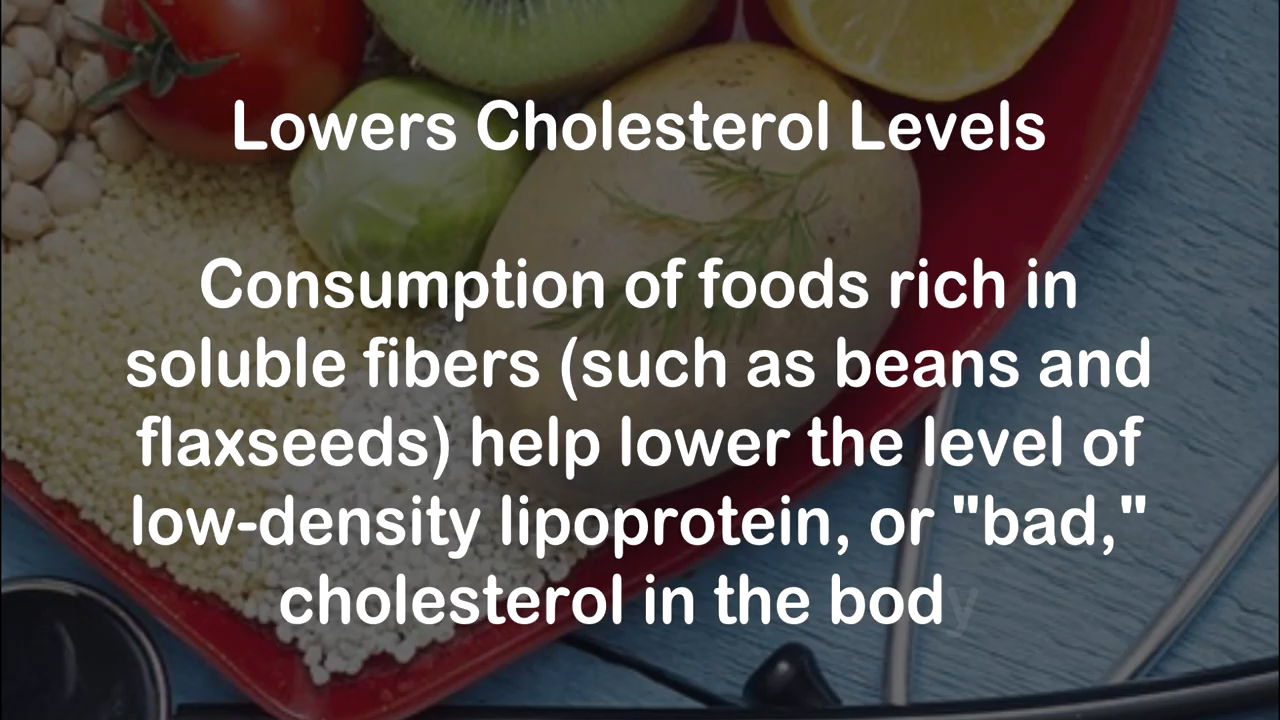 Lowers Cholesterol Levels
Consumption of foods rich in
soluble fibers (such as beans and
flaxseeds) help lower the level of
low-density lipoprotein, or "bad,"
cholesterol in the body